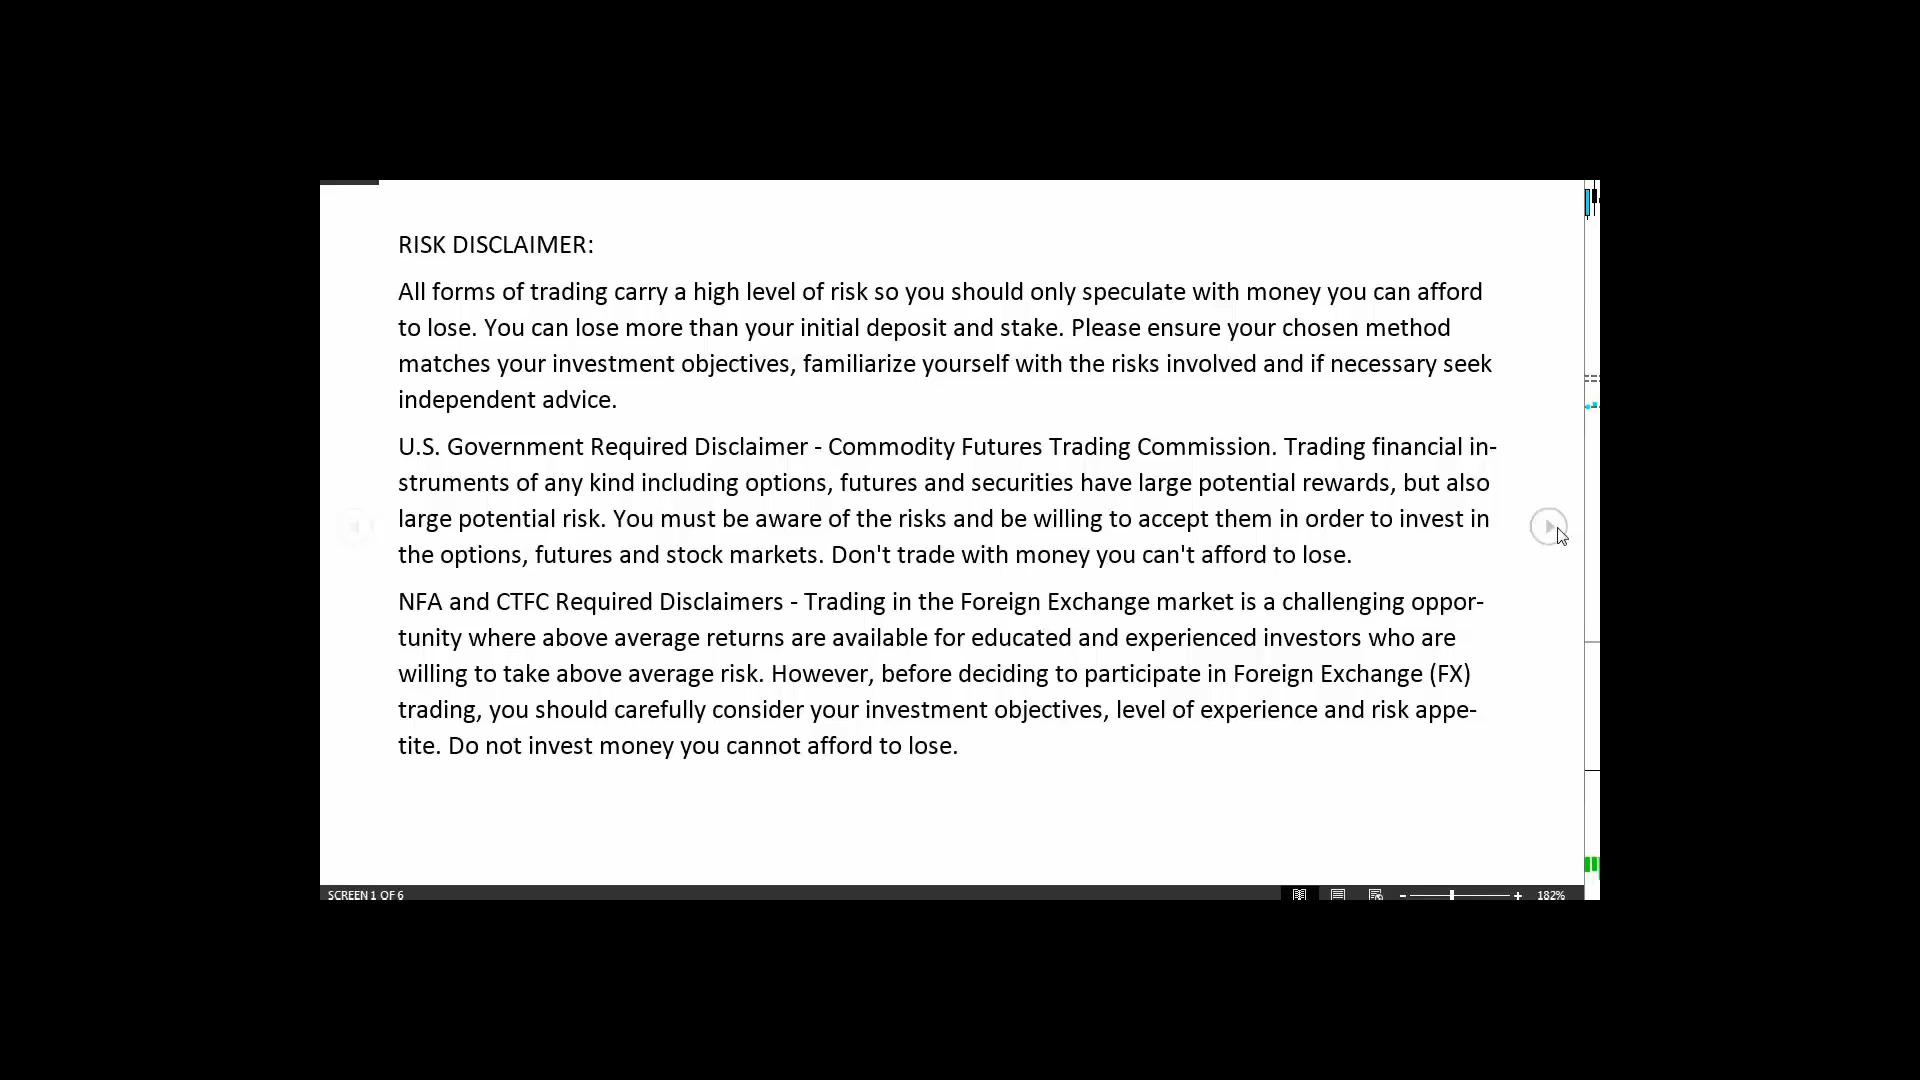 RISK DISCLAIMER:
All forms of trading carry a high level of risk so you should only speculate with money you can afford
to lose. You can lose more than your initial deposit and stake. Please ensure your chosen method
matches your investment objectives, familiarize yourself with the risks involved and if necessary seek
independent advice.
U.S. Government Required Disclaimer - Commodity Futures Trading Commission. Trading financial in-
struments of any kind including options, futures and securities have large potential rewards, but also
large potential risk. You must be aware of the risks and be willing to accept them in order to invest in
the options, futures and stock markets. Don't trade with money you can't afford to lose.
NFA and CTFC Required Disclaimers - Trading in the Foreign Exchange market is a challenging oppor-
tunity where above average returns are available for educated and experienced investors who are
willing to take above average risk. However, before deciding to participate in Foreign Exchange (FX)
trading, you should carefully consider your investment objectives, level of experience and risk appe-
tite. Do not invest money you cannot afford to lose.
SCREEN 1 OF 6
182%